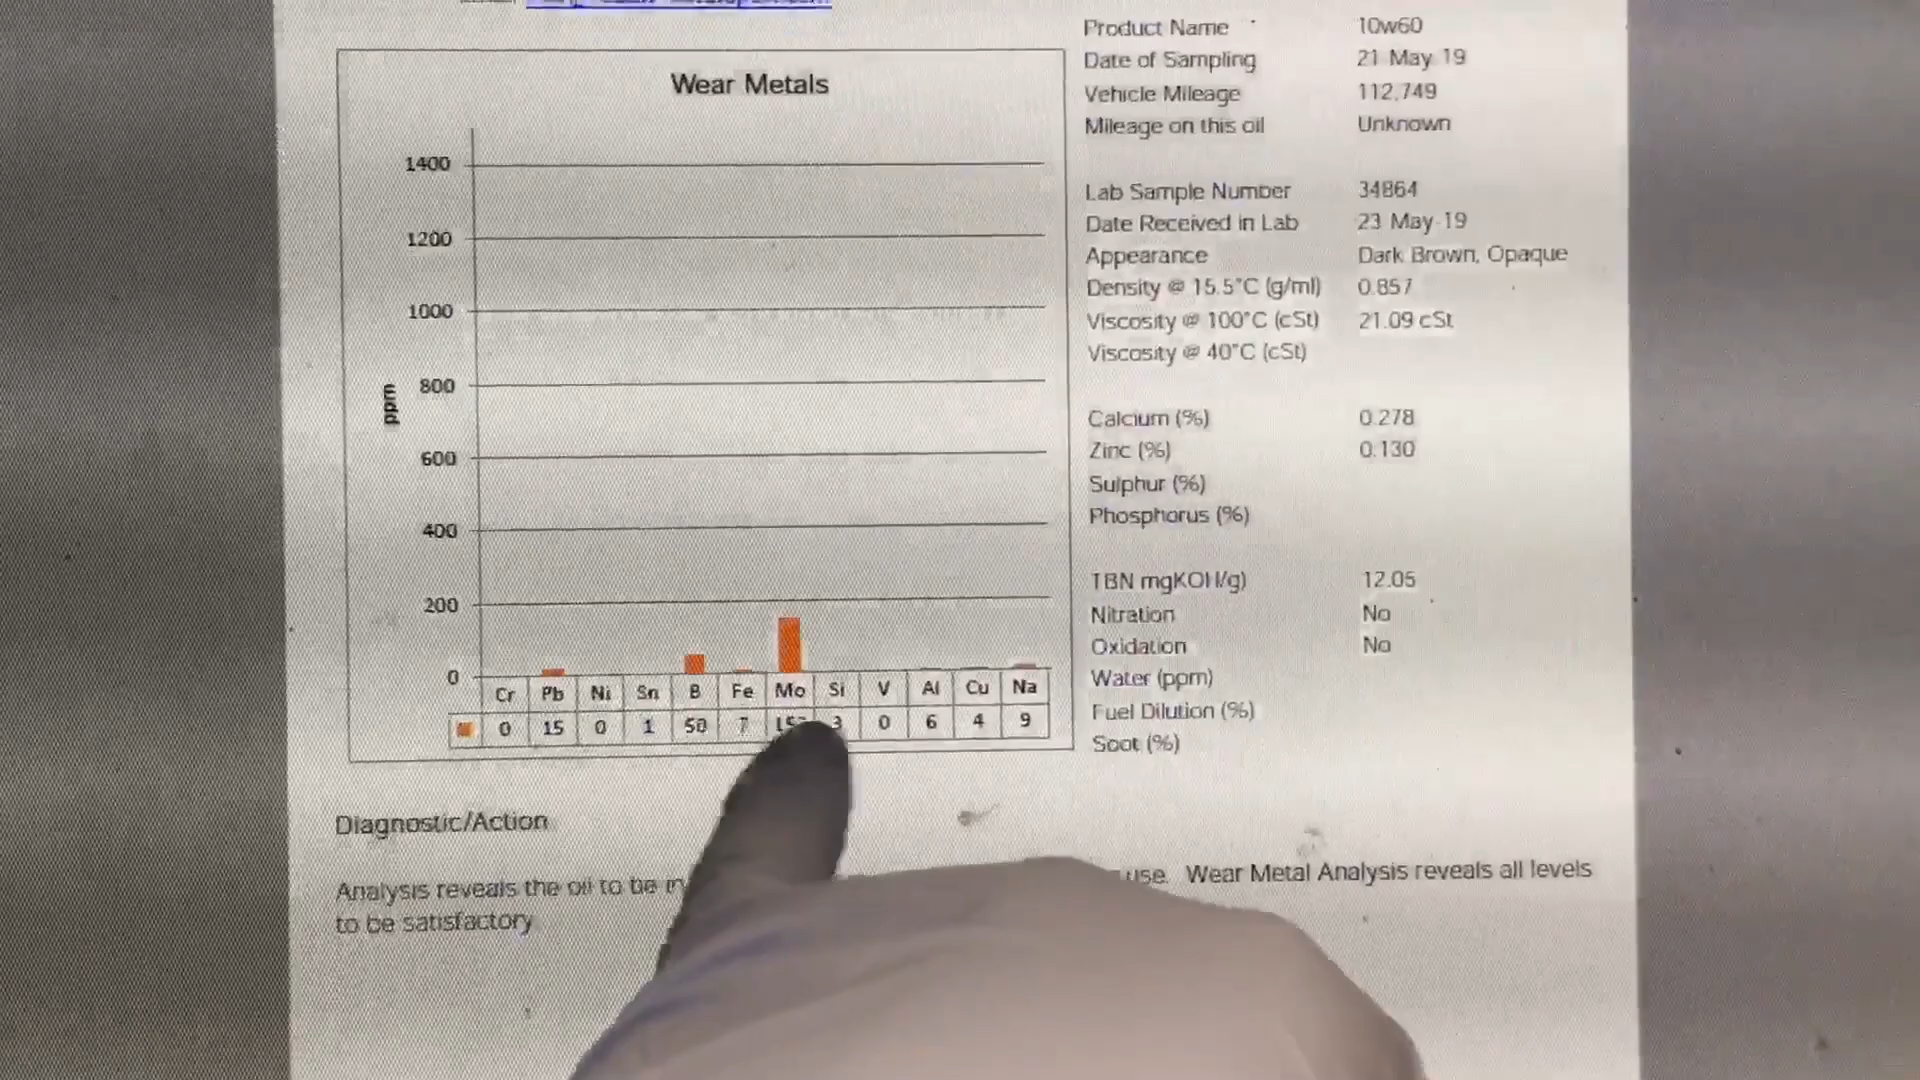 Product Name 10w60
Date of Sampling 21 May 19
Vehicle Mileage 112,749
Mileage on this oil Unknown
Lab Sample Number 34864
Date Received in Lab 23 May 19
Appearance Dark Brown, Opaque
Density @ 15.5°C (g/ml) 0.857
Viscosity @ 100°C (cSt) 21.09 cSt
Viscosity @ 40°C (cSt)
Calcium (%) 0.278
Zinc (%) 0.130
Sulphur (%)
Phosphorus (%)
TBN mgKOH/g) 12.05
Nitration No
Oxidation No
Water (ppm)
Fuel Dilution (%)
Soot (%)
Wear Metals
ppm
1400
1200
1000
800
600
400
200
0
Cr Pb Ni Sn B Fe Mo Si V Al Cu Na
0 15 0 1 50 7 3 0 6 4 9
Diagnostic/Action
Analysis reveals the oil to be use. Wear Metal Analysis reveals all levels
to be satisfactory